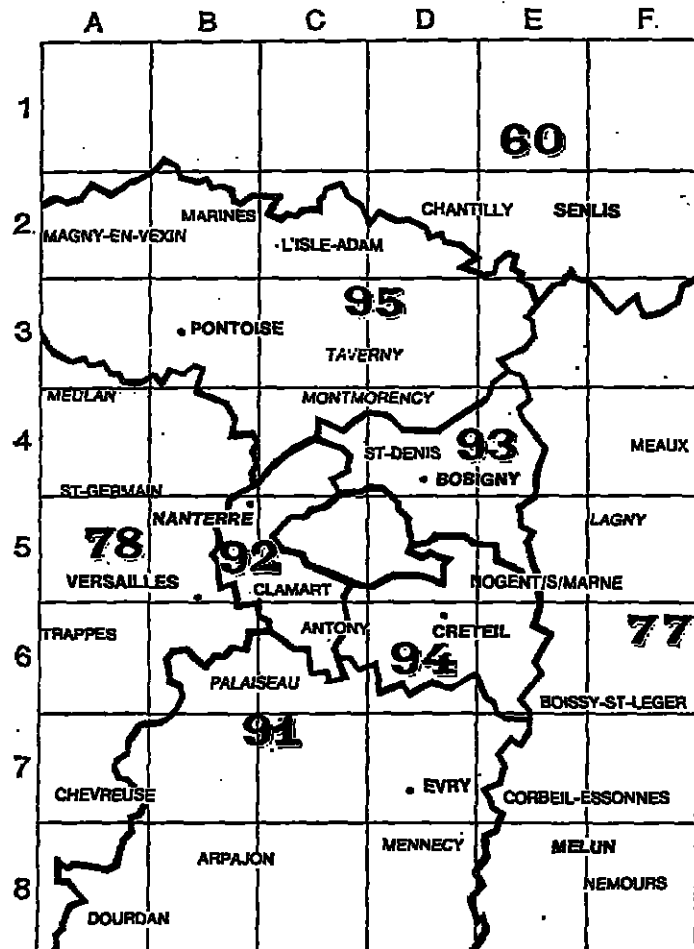 A B C D E F.
1
60
2
MARINES
CHANTILLY
SENLIS
MAGNY-EN-VEXIN
L'ISLE-ADAM
95
3
PONTOISE
TAVERNY
MEULAN
MONTMORENCY
4
ST-DENIS
93
MEAUX
BOBIGNY
ST-GERMAIN
NANTERRE
LAGNY
5
78
92
VERSAILLES
CLAMART
NOGENT/S/MARNE
TRAPPES
ANTONY
CRETEIL
77
6
94
PALAISEAU
BOISSY-ST-LEGER
91
7
CHEVREUSE
EVRY
CORBEIL-ESSONNES
ARPAJON
MENNECY
MELUN
8
NEMOURS
DOURDAN